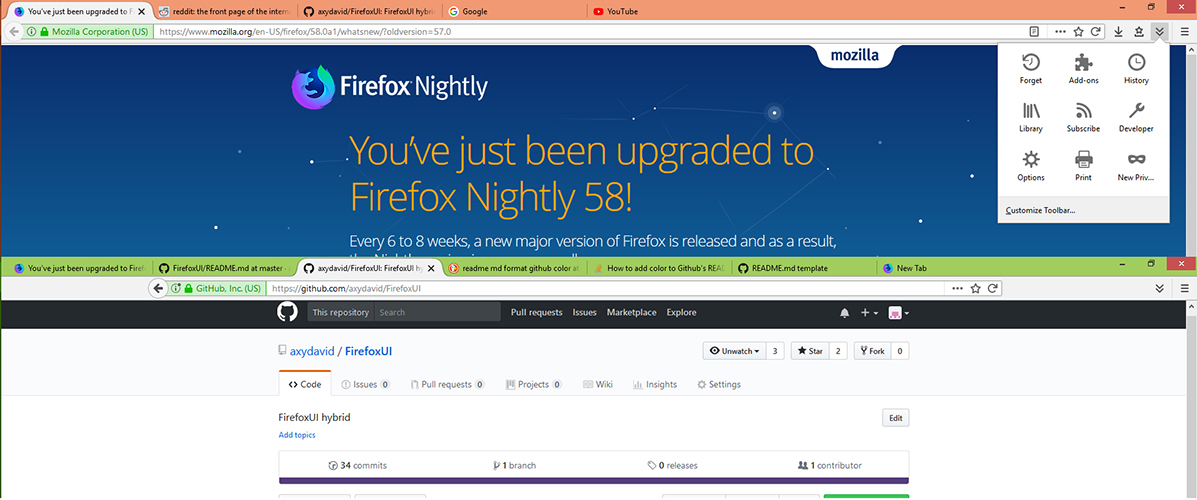 You've just been upgraded to F
reddit: the front page of the intern
axydavid/FirefoxUI: FirefoxUI hybrid
Google
YouTube
Mozilla Corporation (US)
https://www.mozilla.org/en-US/firefox/58.0a1/whatsnew/?oldversion=57.0
mozilla
Firefox Nightly
You've just been upgraded to
Firefox Nightly 58!
Every 6 to 8 weeks, a new major version of Firefox is released and as a result,
Forget Add-ons History
Library Subscribe Developer
Options Print New Priv...
Customize Toolbar...
You've just been upgraded to Firefo
FirefoxUI/README.md at master ·
axydavid/FirefoxUI: FirefoxUI hy
readme md format github color at
How to add color to Github's READ
README.md template
New Tab
GitHub, Inc. (US)
https://github.com/axydavid/FirefoxUI
This repository Search Pull requests Issues Marketplace Explore
axydavid / FirefoxUI
Unwatch 3 Star 2 Fork 0
Code Issues 0 Pull requests 0 Projects 0 Wiki Insights Settings
FirefoxUI hybrid
Edit
Add topics
34 commits 1 branch 0 releases 1 contributor